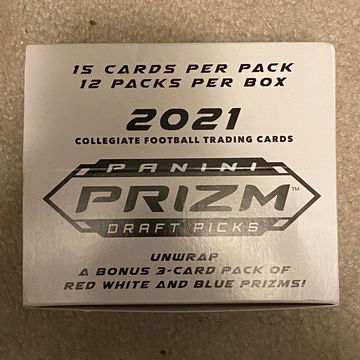 15 CARDS PER PACK
12 PACKS PER BOX
2021
COLLEGIATE FOOTBALL TRADING CARDS
PANINI
PRIZM™
DRAFT PICKS
UNWRAP
A BONUS 3-CARD PACK OF
RED WHITE AND BLUE PRIZMS!